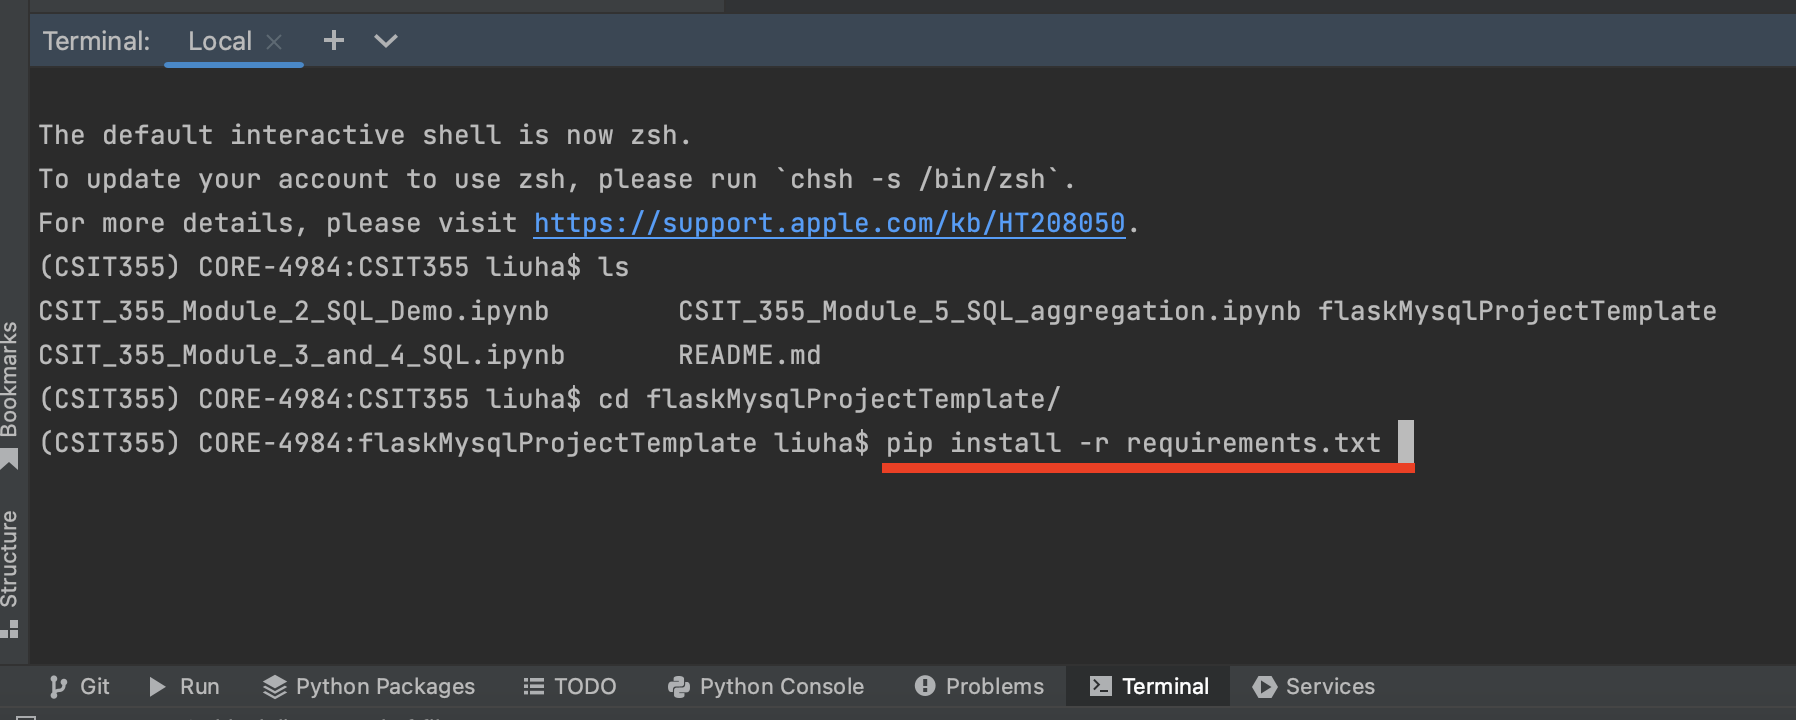 Terminal: Local
The default interactive shell is now zsh.
To update your account to use zsh, please run `chsh -s /bin/zsh`.
For more details, please visit https://support.apple.com/kb/HT208050.
(CSIT355) CORE-4984:CSIT355 liuha$ ls
CSIT_355_Module_2_SQL_Demo.ipynb CSIT_355_Module_5_SQL_aggregation.ipynb flaskMysqlProjectTemplate
CSIT_355_Module_3_and_4_SQL.ipynb README.md
(CSIT355) CORE-4984:CSIT355 liuha$ cd flaskMysqlProjectTemplate/
(CSIT355) CORE-4984:flaskMysqlProjectTemplate liuha$ pip install -r requirements.txt
Bookmarks
Structure
Git Run Python Packages TODO Python Console Problems Terminal Services